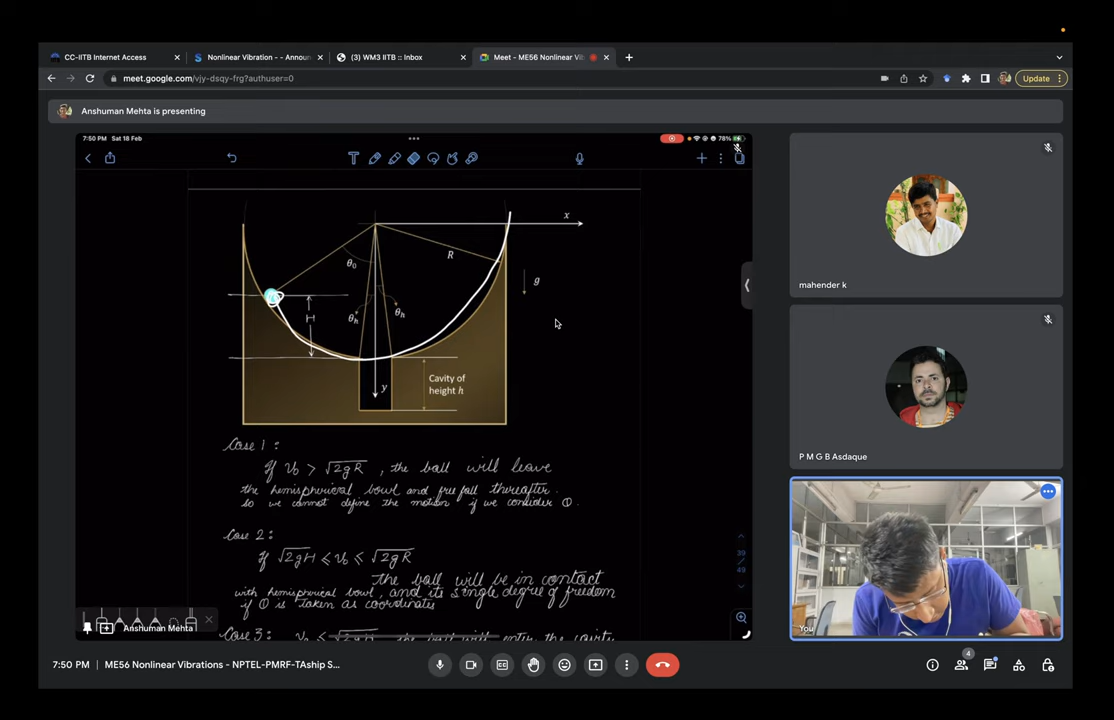 CC-IITB Internet Access
Nonlinear Vibration - - Announ
(3) WM3 IITB :: Inbox
Meet - ME56 Nonlinear Vib
meet.google.com/vjy-dsqy-frg?authuser=0
Update
Anshuman Mehta is presenting
7:50 PM Sat 18 Feb
78%
x
θ0
R
g
H
θh
θh
y
Cavity of
height h
Case 1 :
If v0 > √2gR , the ball will leave
the hemispherical bowl and free fall thereafter.
so we cannot define the motion if we consider θ.
Case 2:
If √2gH ≤ v0 ≤ √2gR
the ball will be in contact
with hemispherical bowl, and its single degree of freedom
if θ is taken as coordinates
Case 3: v0 ≤ √2gH the ball will enter the cavity
39
49
Anshuman Mehta
mahender k
P M G B Asdaque
You
7:50 PM | ME56 Nonlinear Vibrations - NPTEL-PMRF-TAship S...
4